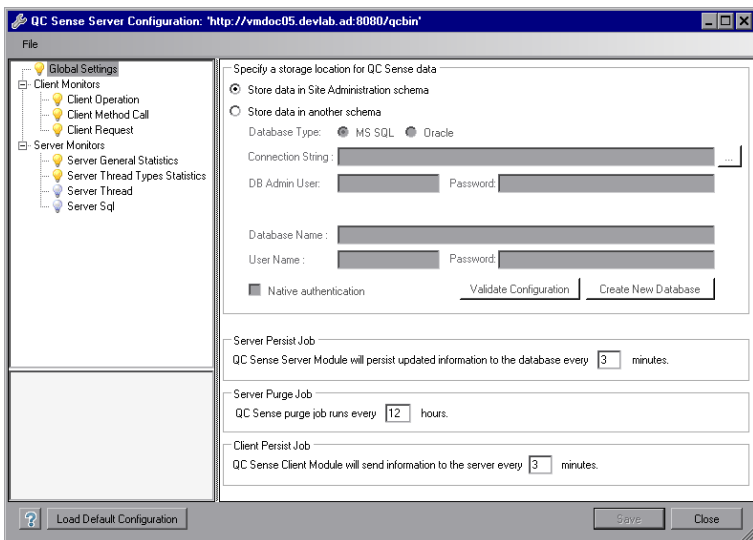 QC Sense Server Configuration: 'http://vmdoc05.devlab.ad:8080/qcbin'
File
Global Settings
Client Monitors
Client Operation
Client Method Call
Client Request
Server Monitors
Server General Statistics
Server Thread Types Statistics
Server Thread
Server Sql
Specify a storage location for QC Sense data
Store data in Site Administration schema
Store data in another schema
Database Type: MS SQL Oracle
Connection String : ...
DB Admin User: Password:
Database Name :
User Name : Password:
Native authentication Validate Configuration Create New Database
Server Persist Job
QC Sense Server Module will persist updated information to the database every 3 minutes.
Server Purge Job
QC Sense purge job runs every 12 hours.
Client Persist Job
QC Sense Client Module will send information to the server every 3 minutes.
? Load Default Configuration Save Close